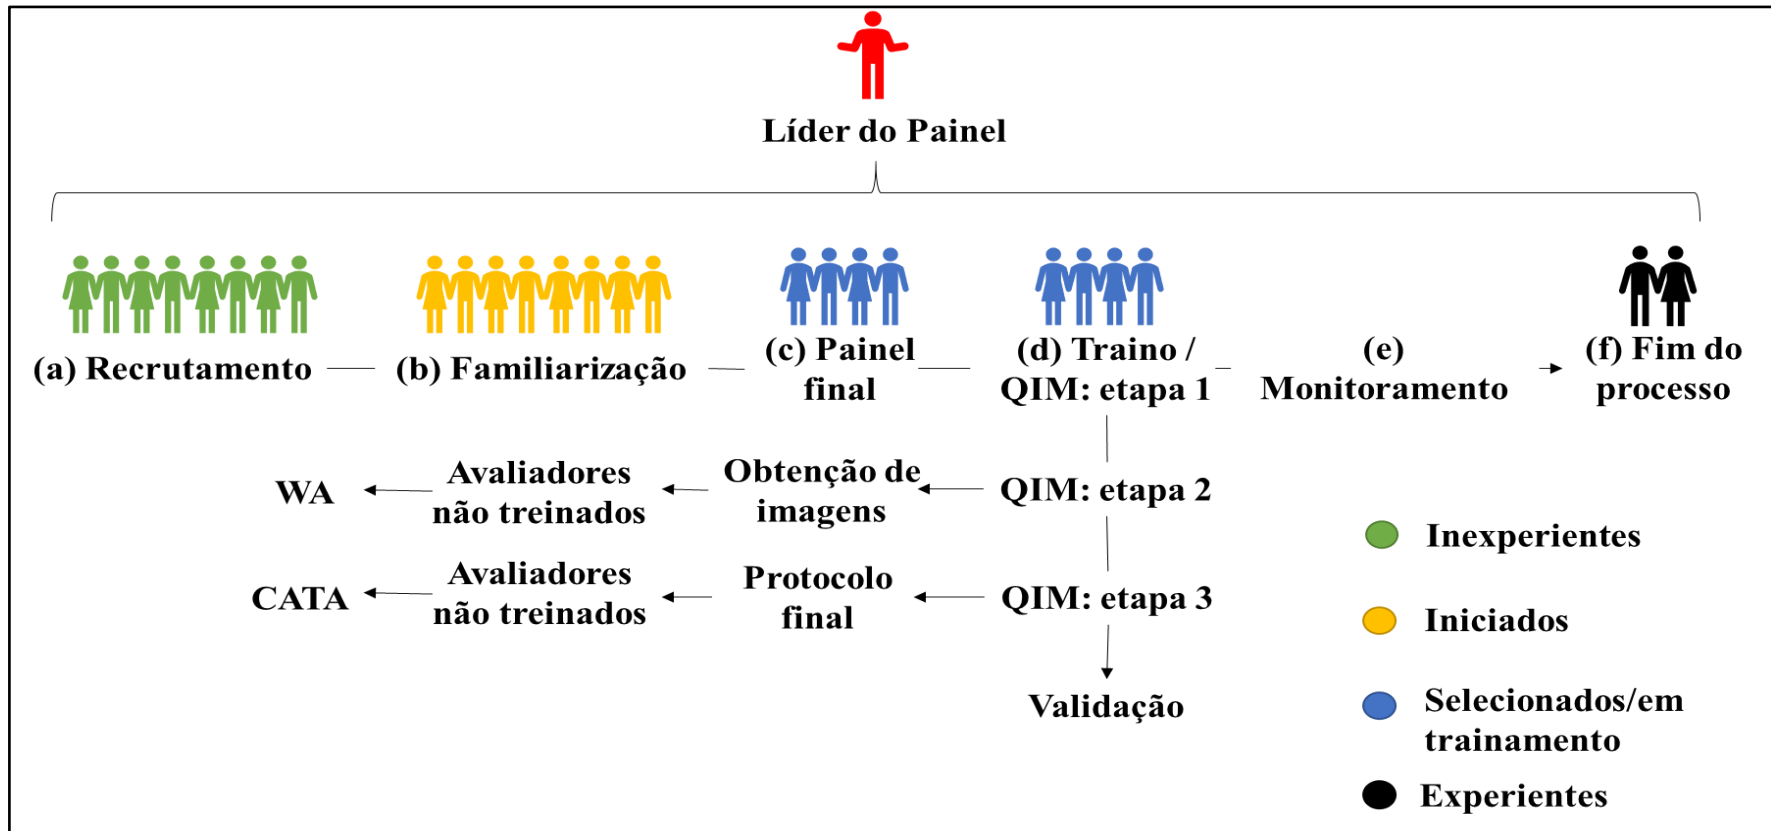 Líder do Painel
(a) Recrutamento
(b) Familiarização
(c) Painel
final
(d) Traino /
QIM: etapa 1
(e)
Monitoramento
(f) Fim do
processo
WA
Avaliadores
não treinados
Obtenção de
imagens
QIM: etapa 2
CATA
Avaliadores
não treinados
Protocolo
final
QIM: etapa 3
Validação
Inexperientes
Iniciados
Selecionados/em
trainamento
Experientes